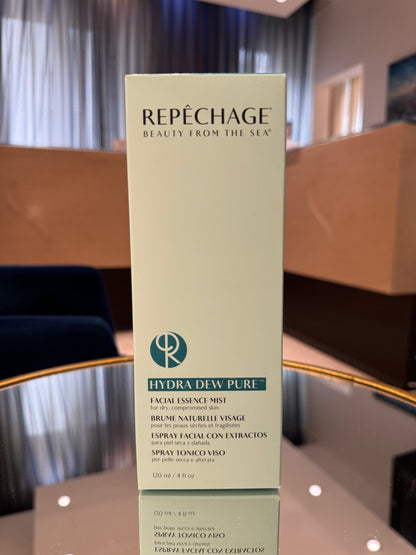 REPÊCHAGE®
BEAUTY FROM THE SEA®
HYDRA DEW PURE™
FACIAL ESSENCE MIST
for dry, compromised skin
BRUME NATURELLE VISAGE
pour les peaux sèches et fragilisées
ESPRAY FACIAL CON EXTRACTOS
para piel seca y dañada
SPRAY TONICO VISO
per pelle secca e alterata
120 ml / 4 fl oz